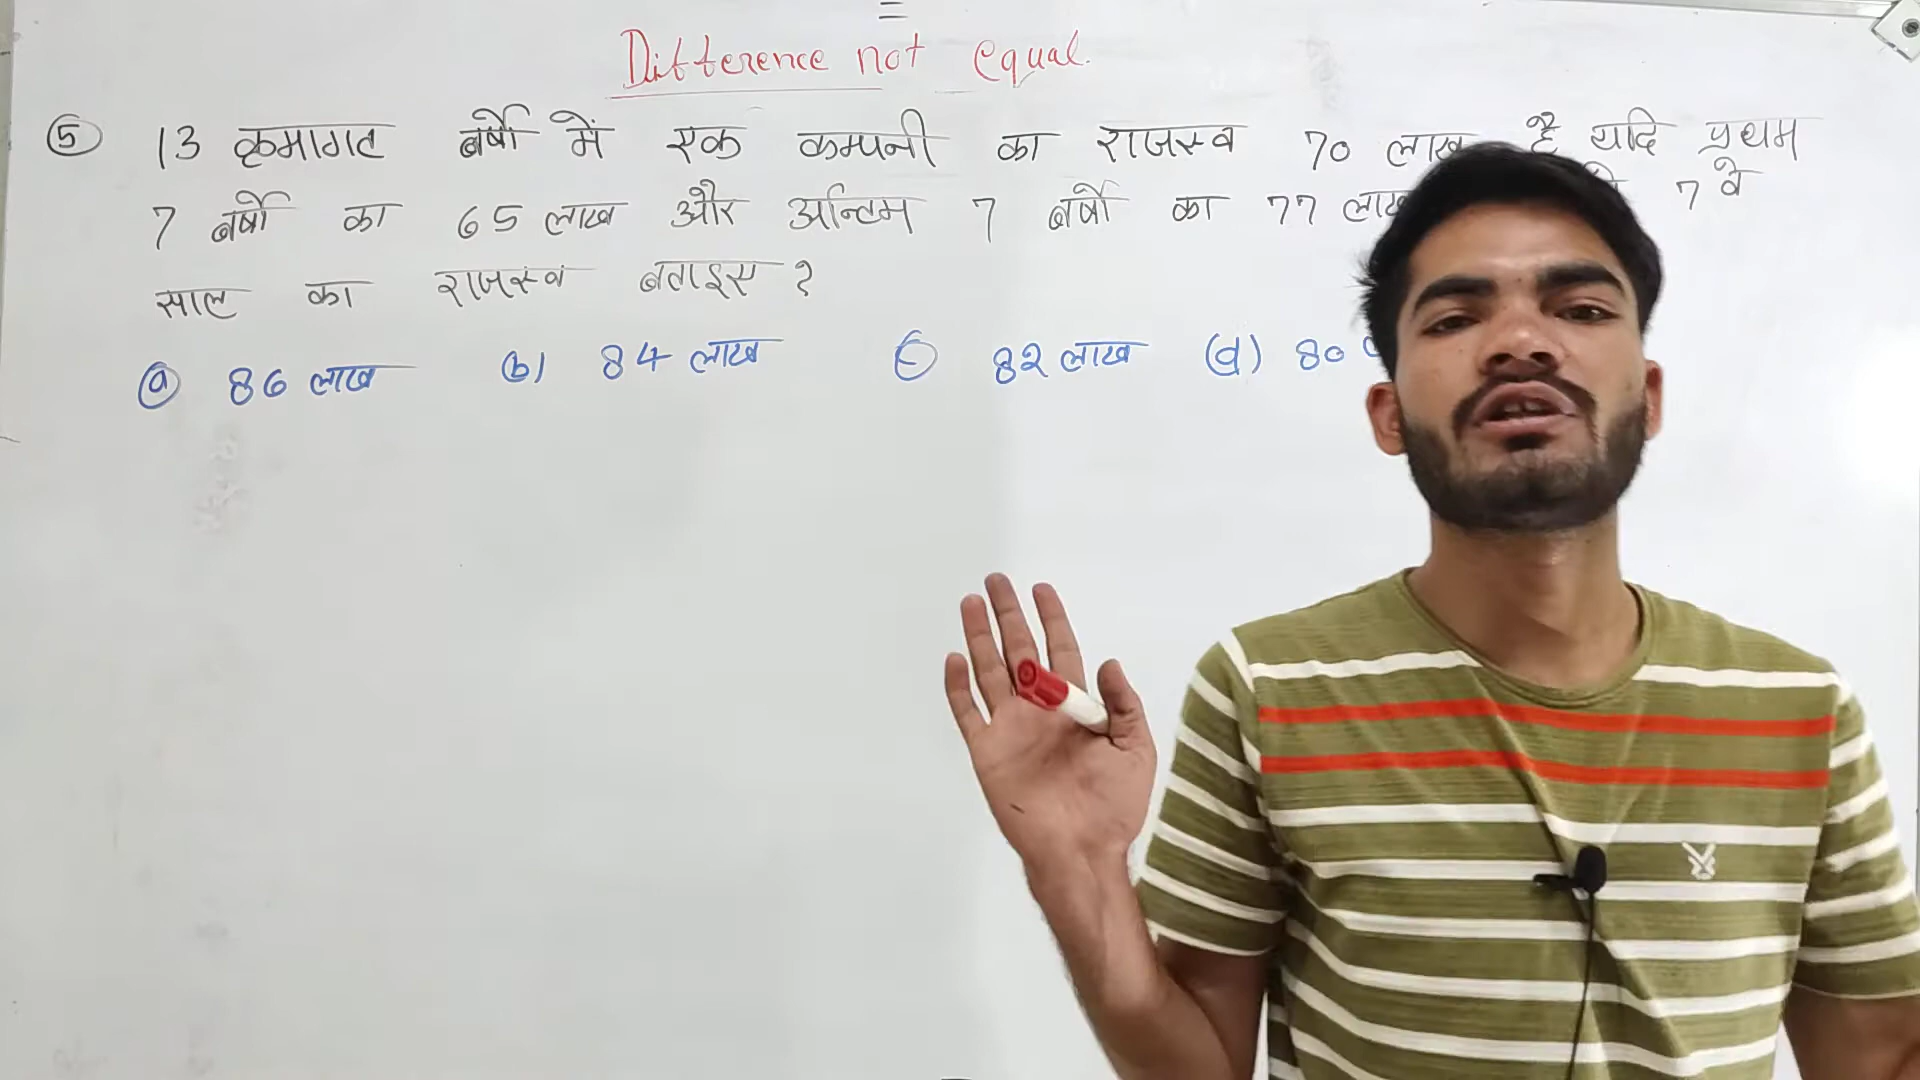 Difference not equal.
⑤ 13 क्रमागत वर्षो में एक कम्पनी का राजस्व 70 लाख है यदि प्रथम
7 वर्षो का 65 लाख और अन्तिम 7 वर्षो का 77 लाख 7 वे
साल का राजस्व बताइए ?
ⓐ 86 लाख (b) 84 लाख ⓒ 82 लाख (d) 80